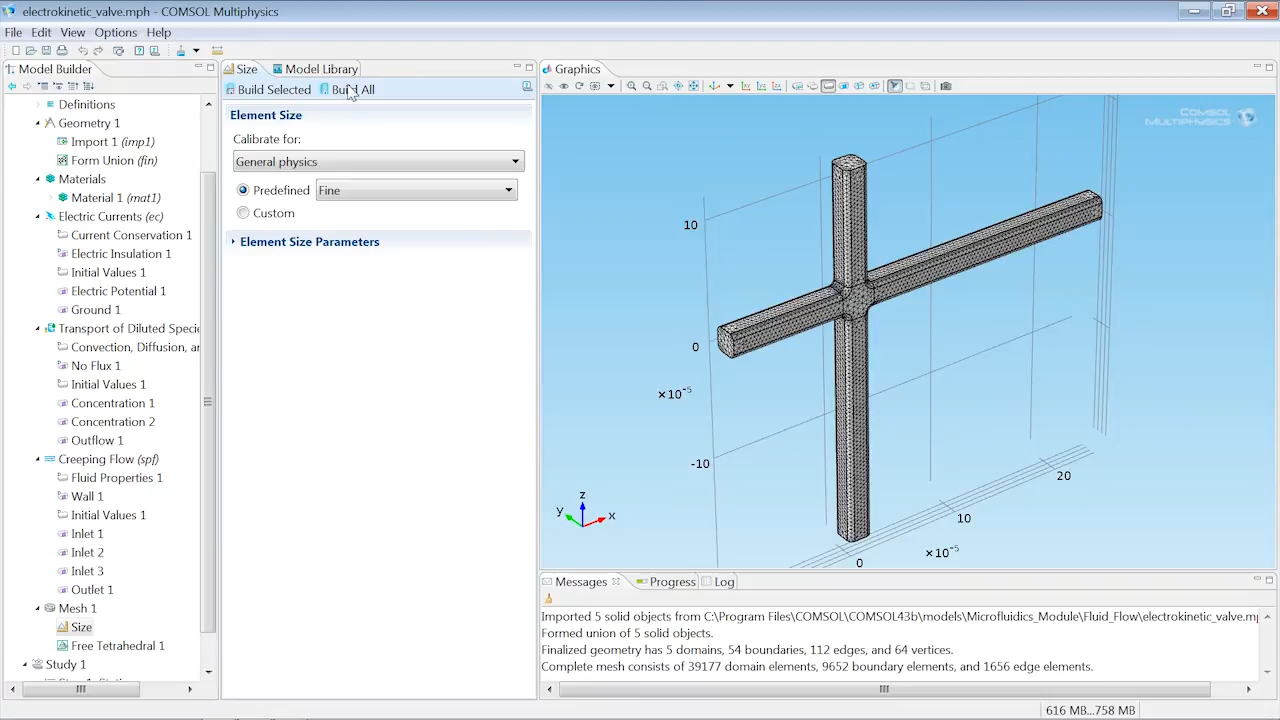 electrokinetic_valve.mph - COMSOL Multiphysics
File Edit View Options Help
Model Builder
Definitions
Geometry 1
Import 1 (imp1)
Form Union (fin)
Materials
Material 1 (mat1)
Electric Currents (ec)
Current Conservation 1
Electric Insulation 1
Initial Values 1
Electric Potential 1
Ground 1
Transport of Diluted Specie
Convection, Diffusion, an
No Flux 1
Initial Values 1
Concentration 1
Concentration 2
Outflow 1
Creeping Flow (spf)
Fluid Properties 1
Wall 1
Initial Values 1
Inlet 1
Inlet 2
Inlet 3
Outlet 1
Mesh 1
Size
Free Tetrahedral 1
Study 1
Size Model Library
Build Selected Build All
Element Size
Calibrate for:
General physics
Predefined Fine
Custom
Element Size Parameters
Graphics
COMSOL
MULTIPHYSICS
10
0
×10⁻⁵
-10
20
10
×10⁻⁵
0
z
y
x
Messages Progress Log
Imported 5 solid objects from C:\Program Files\COMSOL\COMSOL43b\models\Microfluidics_Module\Fluid_Flow\electrokinetic_valve.mp
Formed union of 5 solid objects.
Finalized geometry has 5 domains, 54 boundaries, 112 edges, and 64 vertices.
Complete mesh consists of 39177 domain elements, 9652 boundary elements, and 1656 edge elements.
616 MB...758 MB